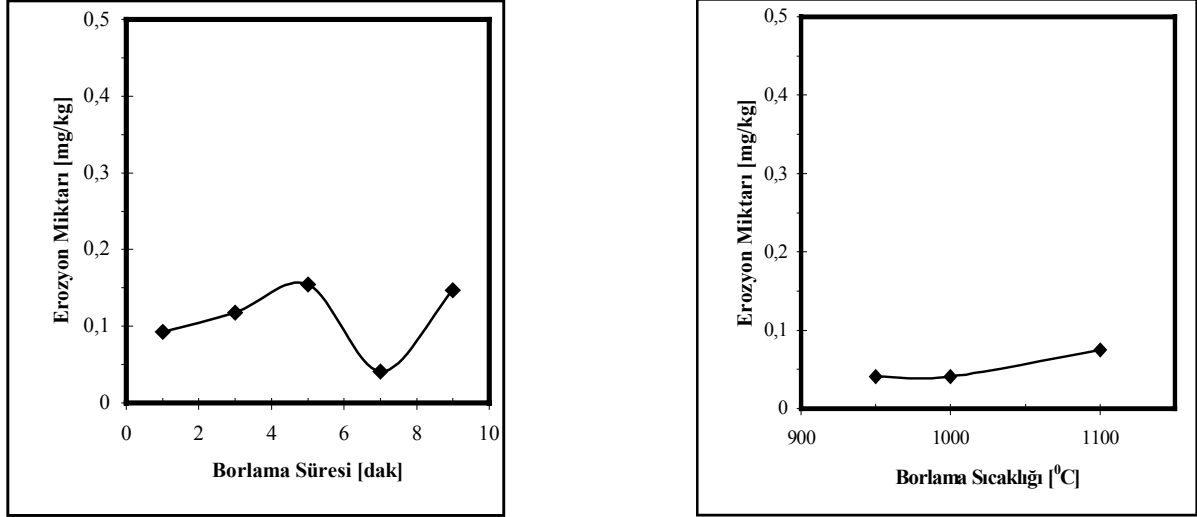 0,5
0,4
0,3
0,2
0,1
0
0 2 4 6 8 10
Erozyon Miktarı [mg/kg]
Borlama Süresi [dak]
0,5
0,4
0,3
0,2
0,1
0
900 1000 1100
Erozyon Miktarı [mg/kg]
Borlama Sıcaklığı [⁰C]